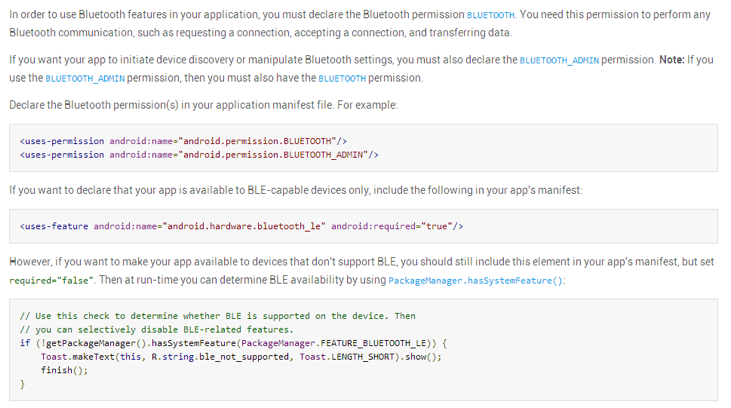 In order to use Bluetooth features in your application, you must declare the Bluetooth permission BLUETOOTH. You need this permission to perform any
Bluetooth communication, such as requesting a connection, accepting a connection, and transferring data.
If you want your app to initiate device discovery or manipulate Bluetooth settings, you must also declare the BLUETOOTH_ADMIN permission. Note: If you
use the BLUETOOTH_ADMIN permission, then you must also have the BLUETOOTH permission.
Declare the Bluetooth permission(s) in your application manifest file. For example:
<uses-permission android:name="android.permission.BLUETOOTH"/>
<uses-permission android:name="android.permission.BLUETOOTH_ADMIN"/>
If you want to declare that your app is available to BLE-capable devices only, include the following in your app's manifest:
<uses-feature android:name="android.hardware.bluetooth_le" android:required="true"/>
However, if you want to make your app available to devices that don't support BLE, you should still include this element in your app's manifest, but set
required="false". Then at run-time you can determine BLE availability by using PackageManager.hasSystemFeature():
// Use this check to determine whether BLE is supported on the device. Then
// you can selectively disable BLE-related features.
if (!getPackageManager().hasSystemFeature(PackageManager.FEATURE_BLUETOOTH_LE)) {
    Toast.makeText(this, R.string.ble_not_supported, Toast.LENGTH_SHORT).show();
    finish();
}